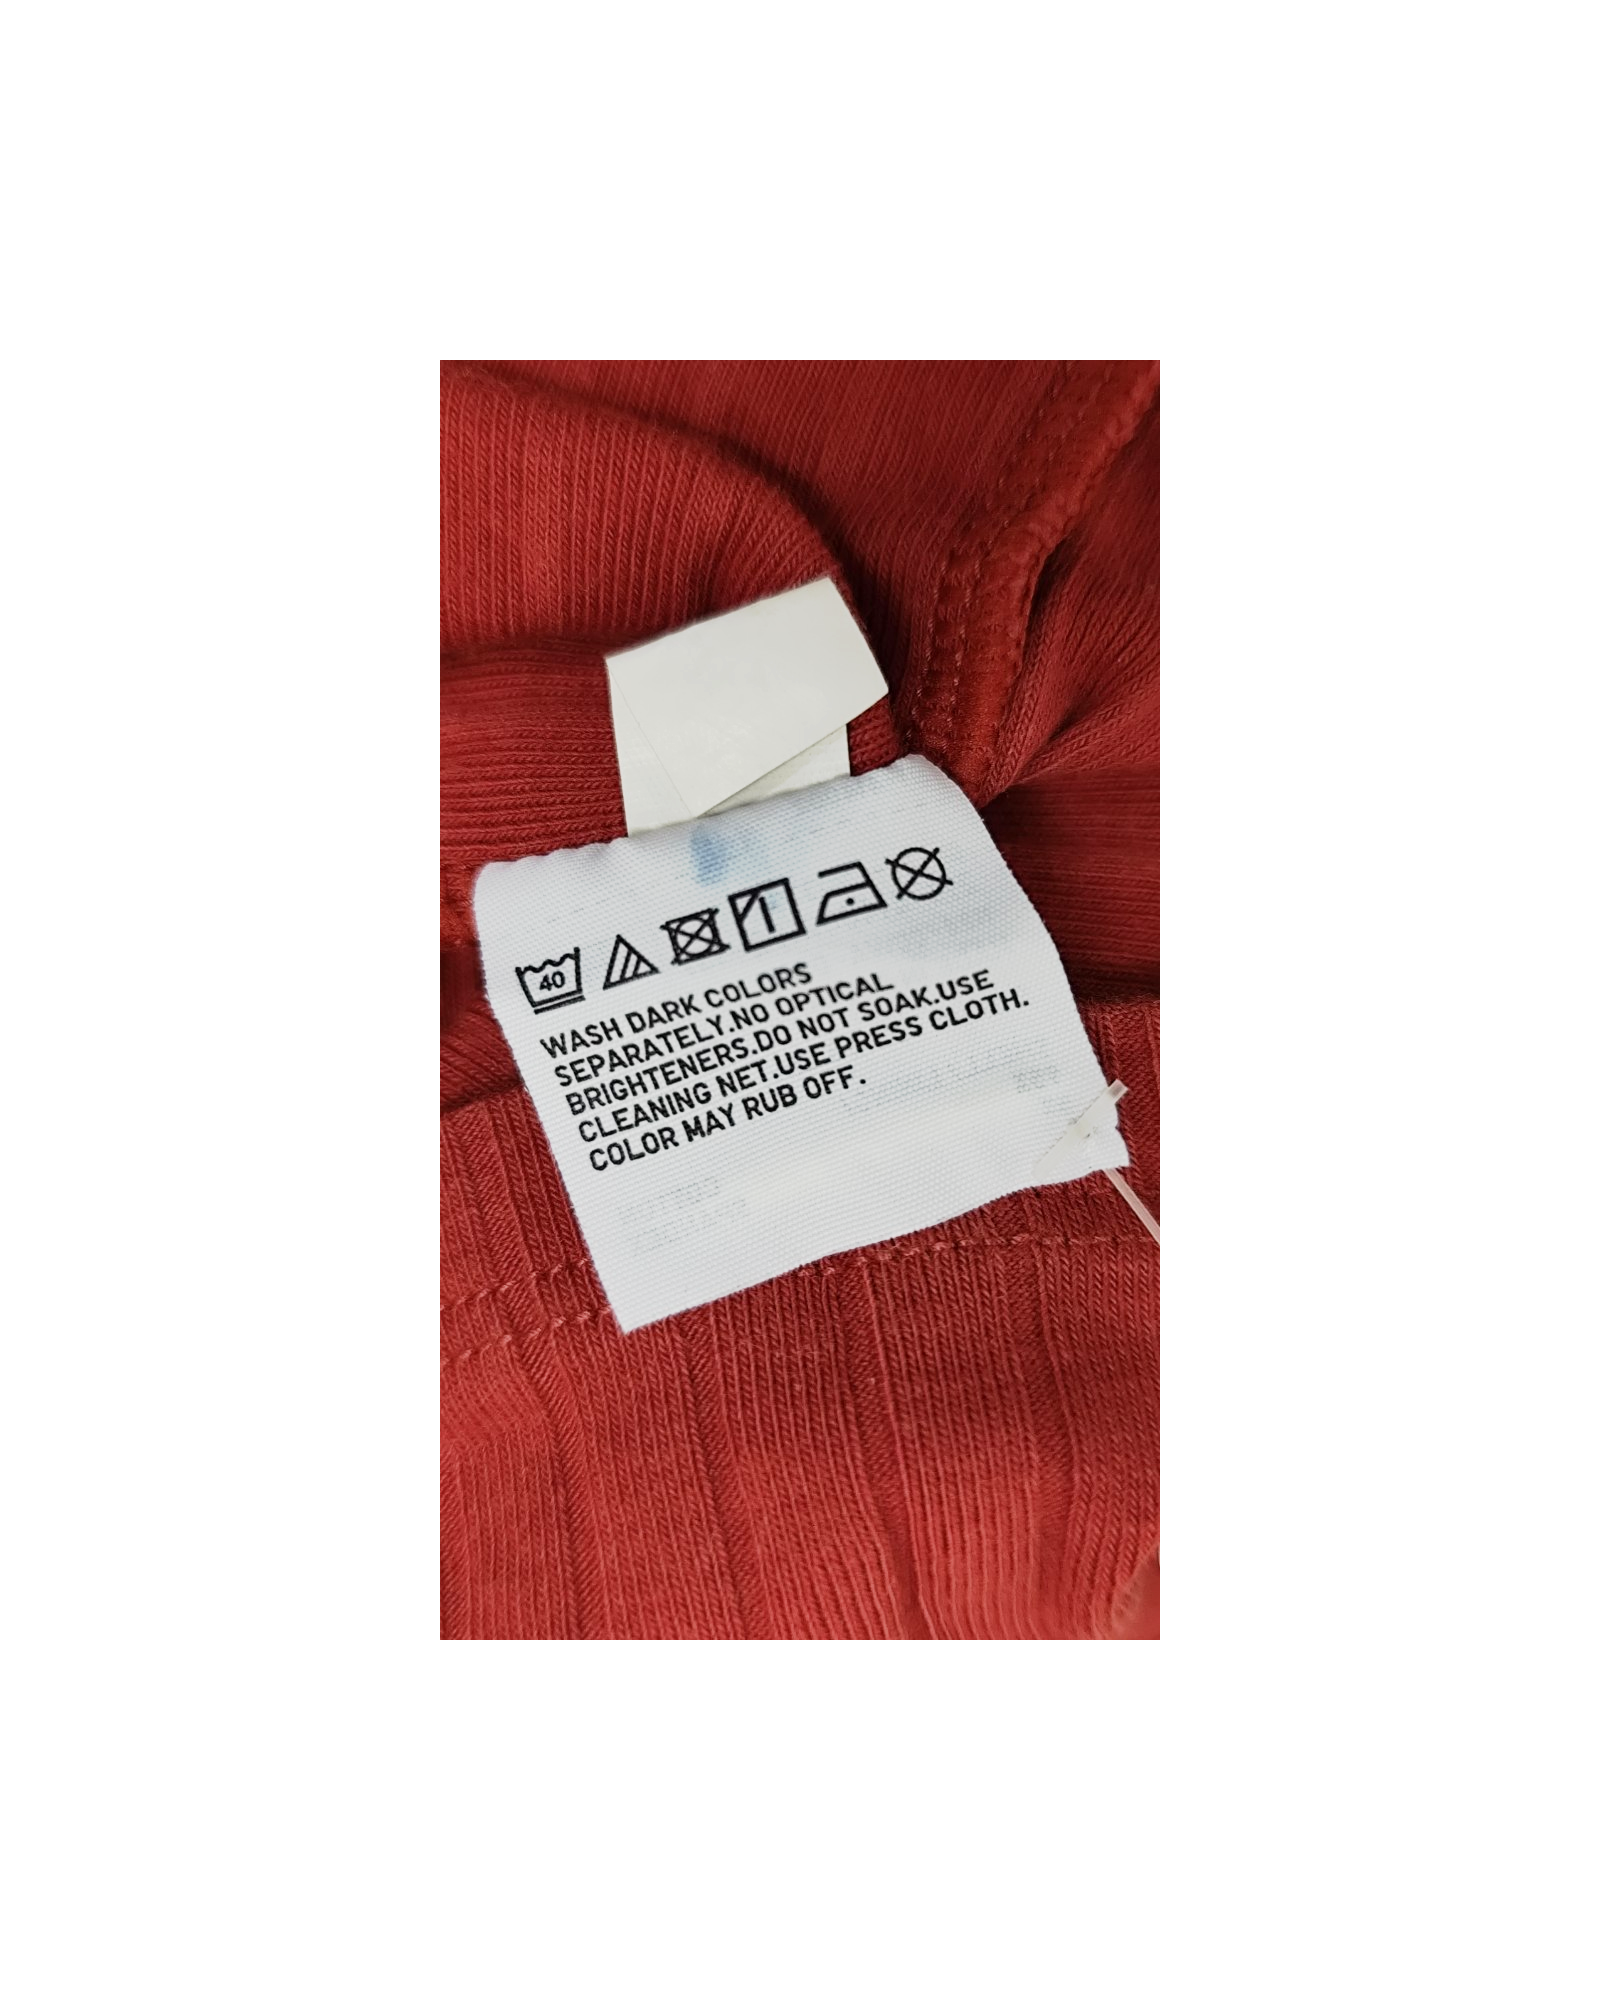 40
WASH DARK COLORS
SEPARATELY.NO OPTICAL
BRIGHTENERS.DO NOT SOAK.USE
CLEANING NET.USE PRESS CLOTH.
COLOR MAY RUB OFF.